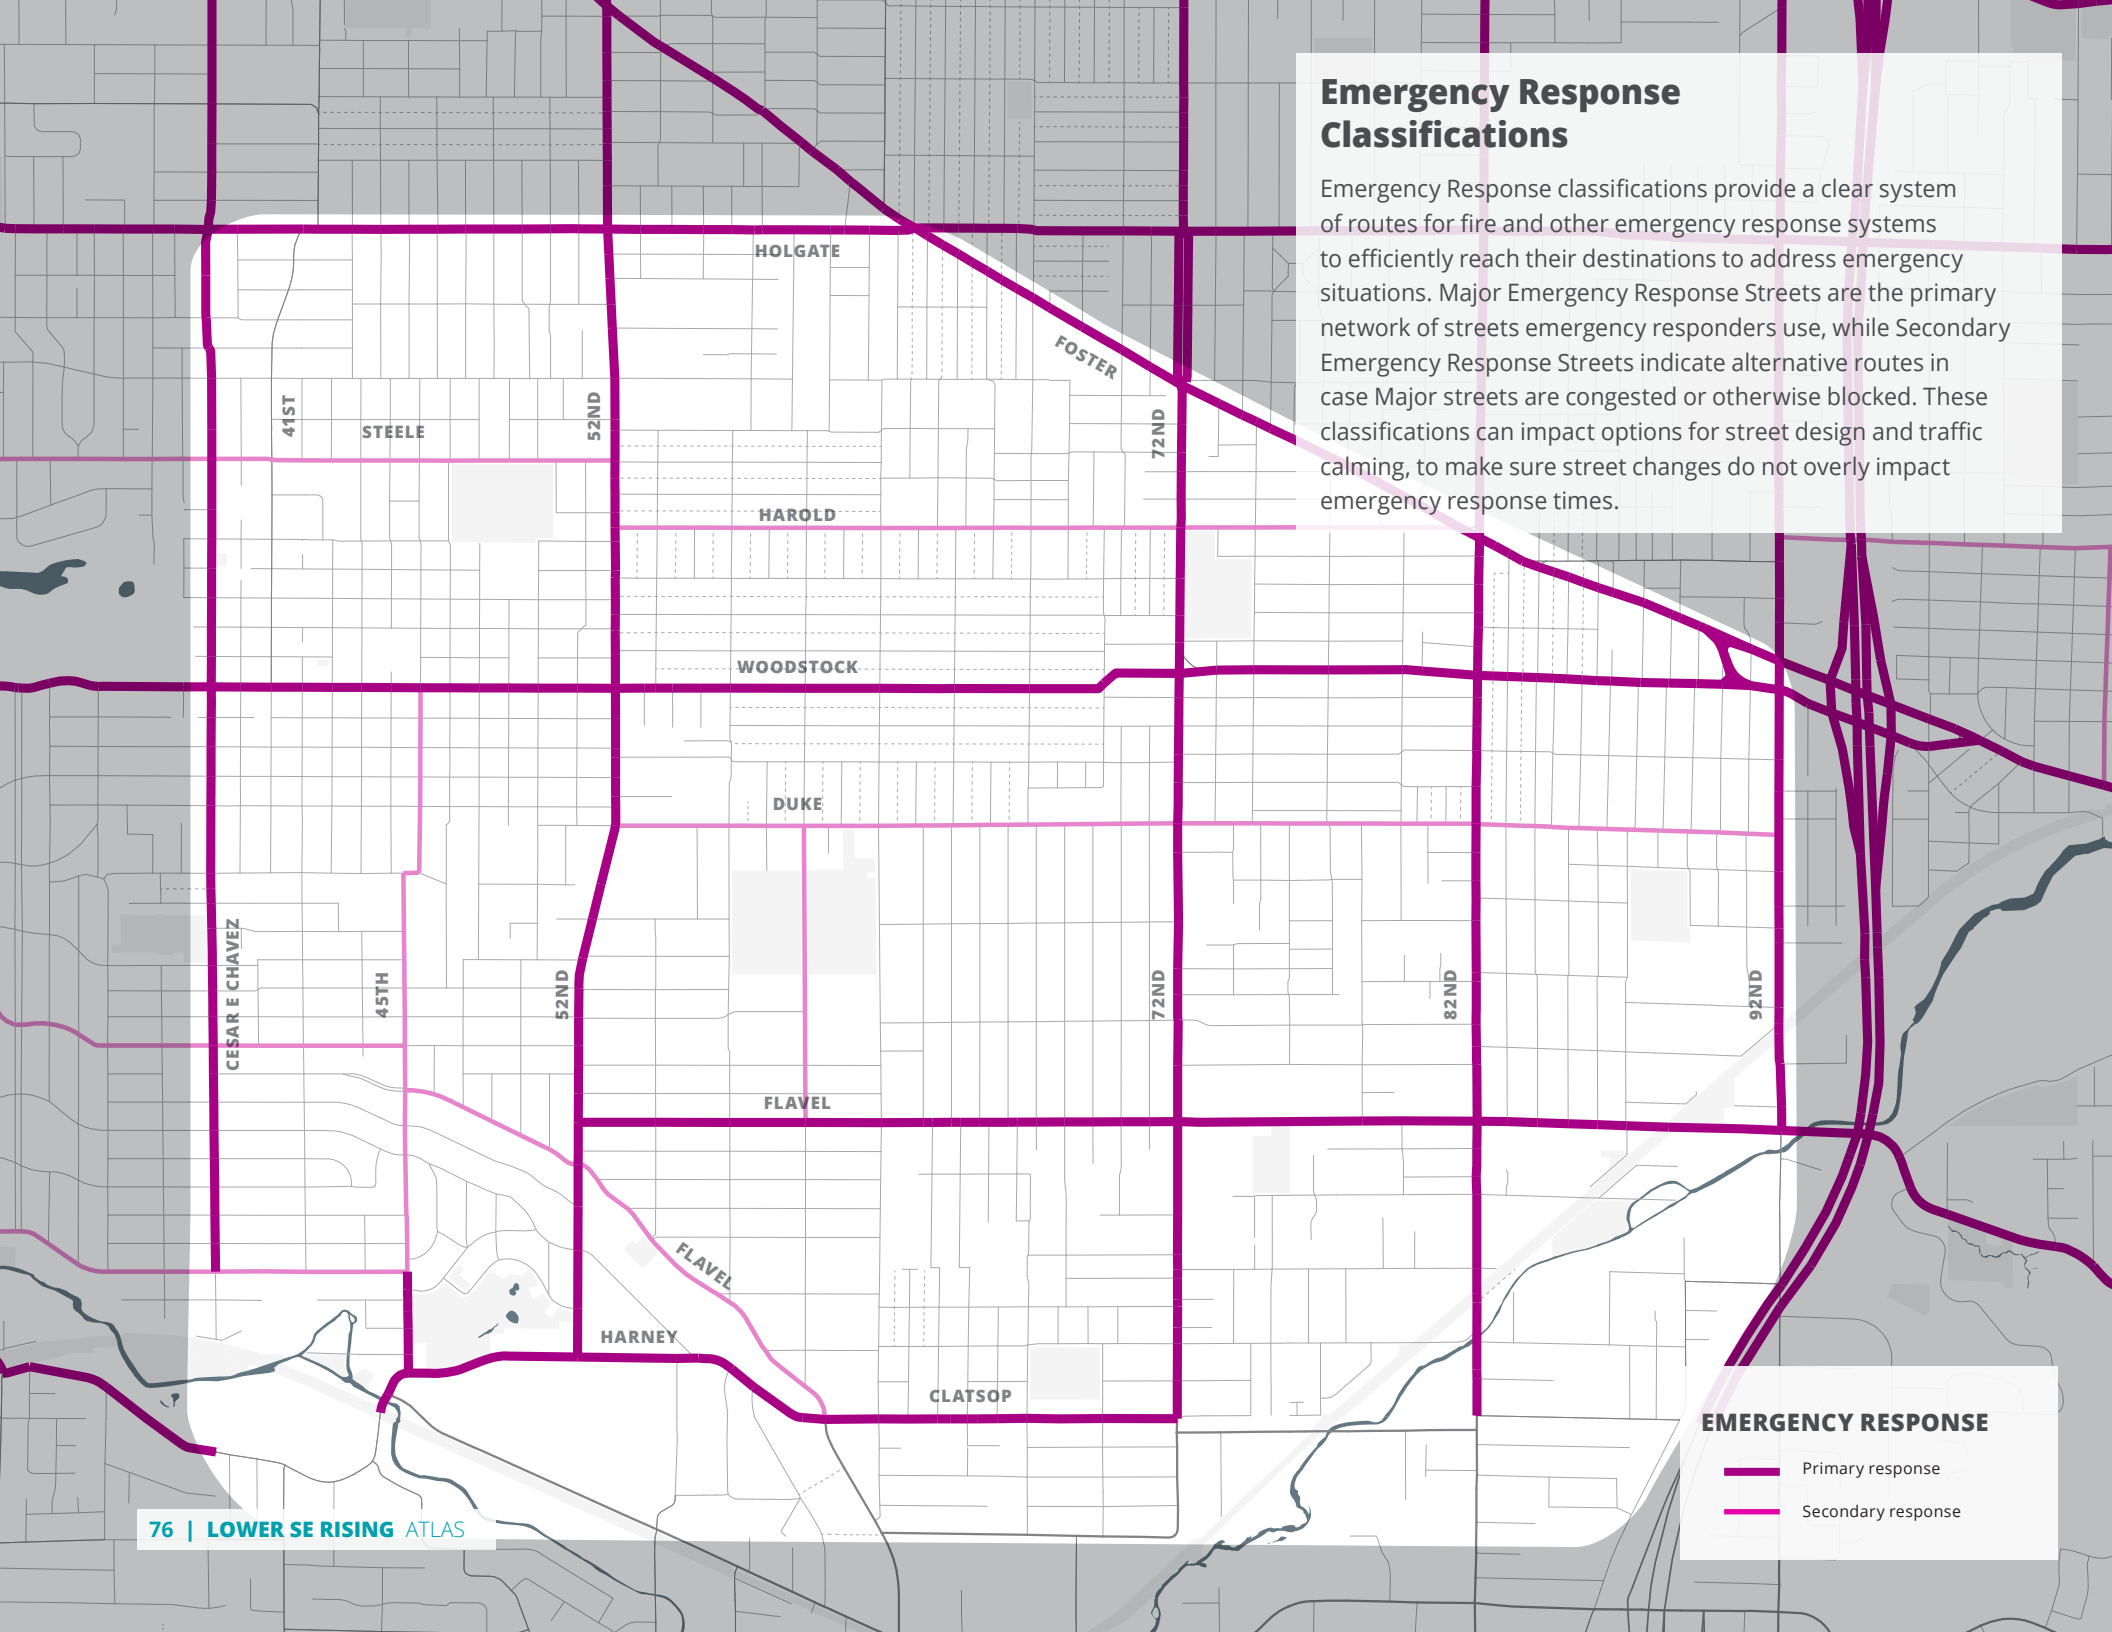 Emergency Response
Classifications
Emergency Response classifications provide a clear system
of routes for fire and other emergency response systems
to efficiently reach their destinations to address emergency
situations. Major Emergency Response Streets are the primary
network of streets emergency responders use, while Secondary
Emergency Response Streets indicate alternative routes in
case Major streets are congested or otherwise blocked. These
classifications can impact options for street design and traffic
calming, to make sure street changes do not overly impact
emergency response times.
HOLGATE
FOSTER
41ST
STEELE
52ND
72ND
HAROLD
WOODSTOCK
DUKE
CESAR E CHAVEZ
45TH
52ND
72ND
82ND
92ND
FLAVEL
FLAVEL
HARNEY
CLATSOP
EMERGENCY RESPONSE
Primary response
Secondary response
76 | LOWER SE RISING ATLAS